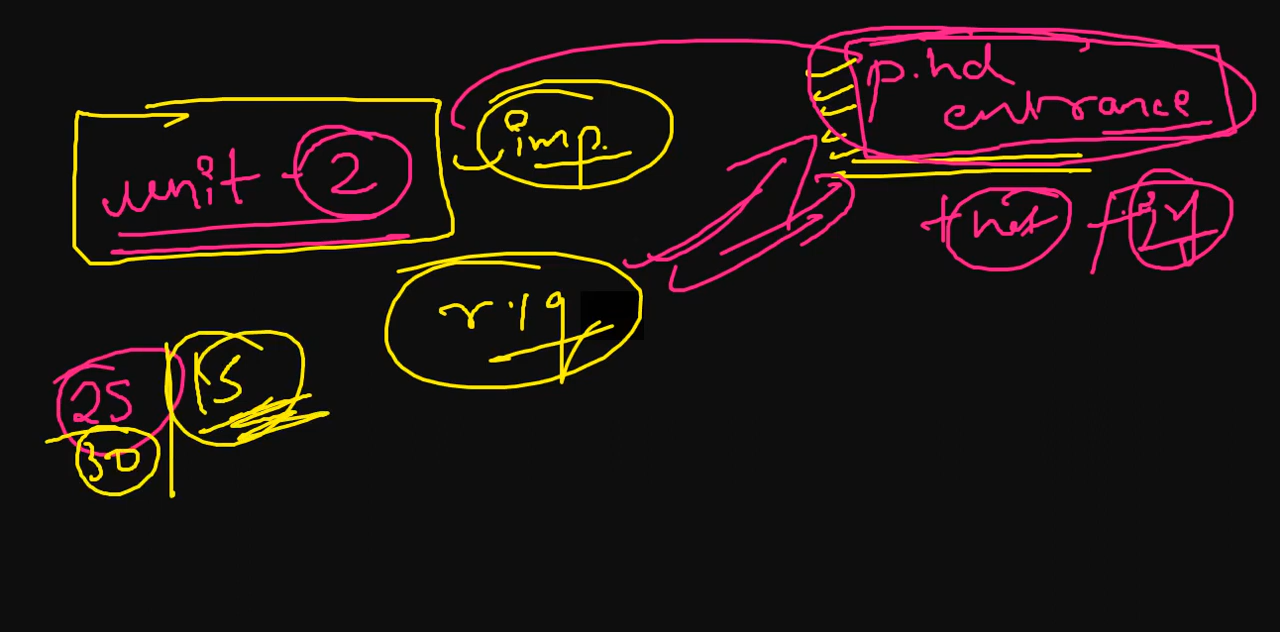 p.hd
entrance
imp.
unit - 2
+ net
25
30
15